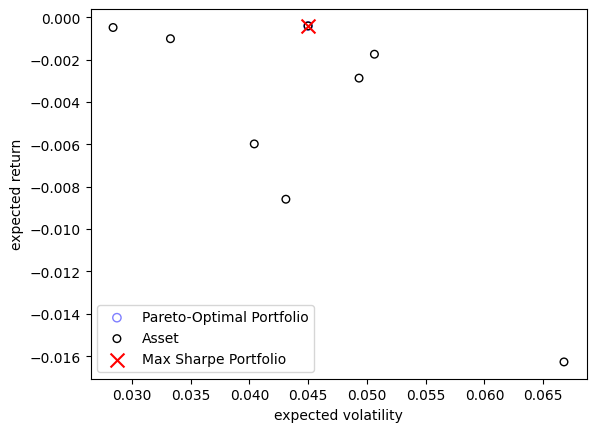 0.000
−0.002
−0.004
−0.006
−0.008
−0.010
−0.012
−0.014
−0.016
expected return
Pareto-Optimal Portfolio
Asset
Max Sharpe Portfolio
0.030 0.035 0.040 0.045 0.050 0.055 0.060 0.065
expected volatility